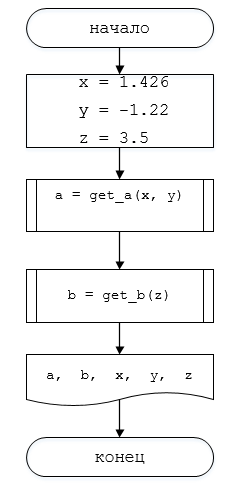 начало
x = 1.426
y = -1.22
z = 3.5
a = get_a(x, y)
b = get_b(z)
a, b, x, y, z
конец